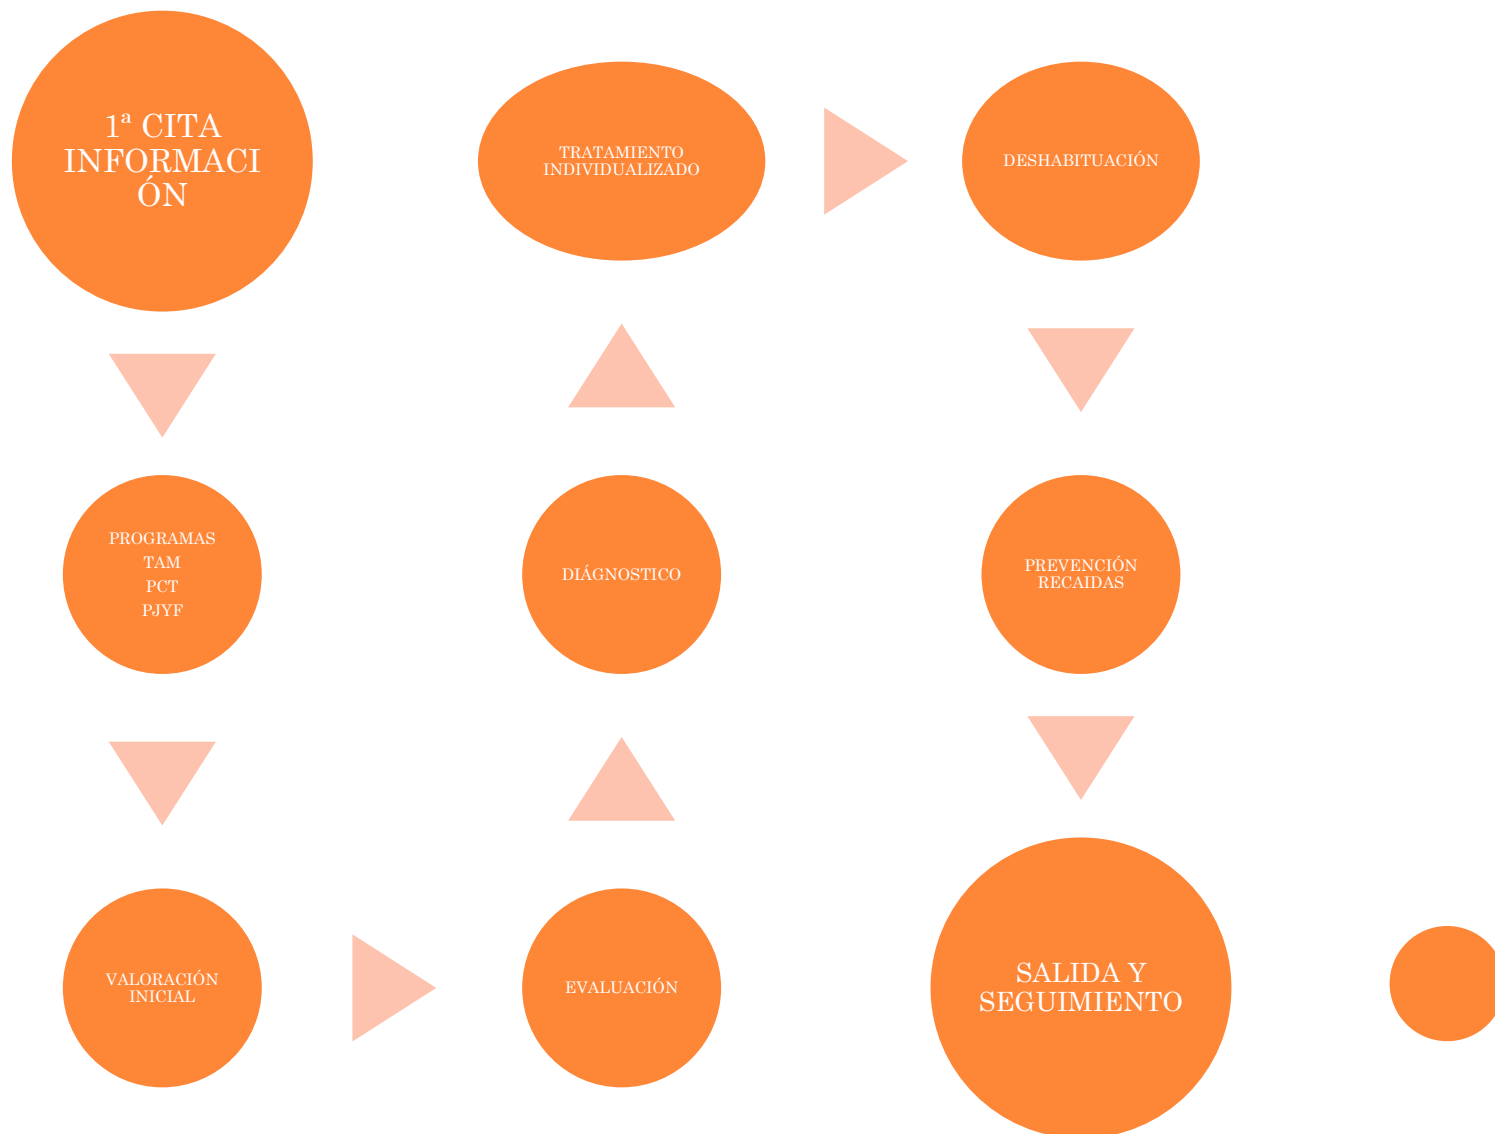 1ª CITA
INFORMACI
ÓN
PROGRAMAS
TAM
PCT
PJYF
VALORACIÓN
INICIAL
EVALUACIÓN
DIÁGNOSTICO
TRATAMIENTO
INDIVIDUALIZADO
DESHABITUACIÓN
PREVENCIÓN
RECAIDAS
SALIDA Y
SEGUIMIENTO